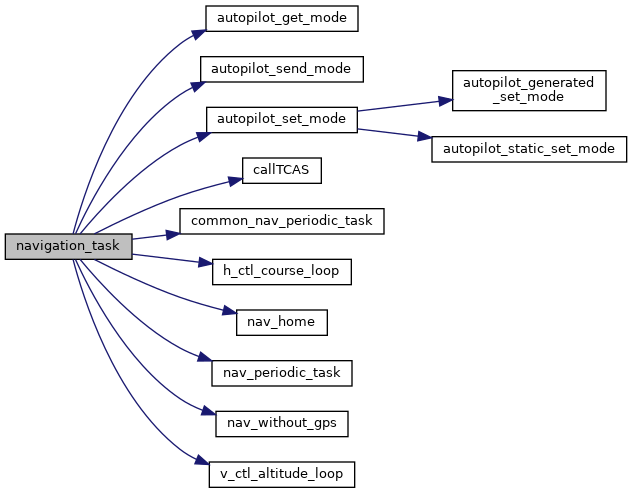 navigation_task
autopilot_get_mode
autopilot_send_mode
autopilot_set_mode
autopilot_generated
_set_mode
autopilot_static_set_mode
callTCAS
common_nav_periodic_task
h_ctl_course_loop
nav_home
nav_periodic_task
nav_without_gps
v_ctl_altitude_loop